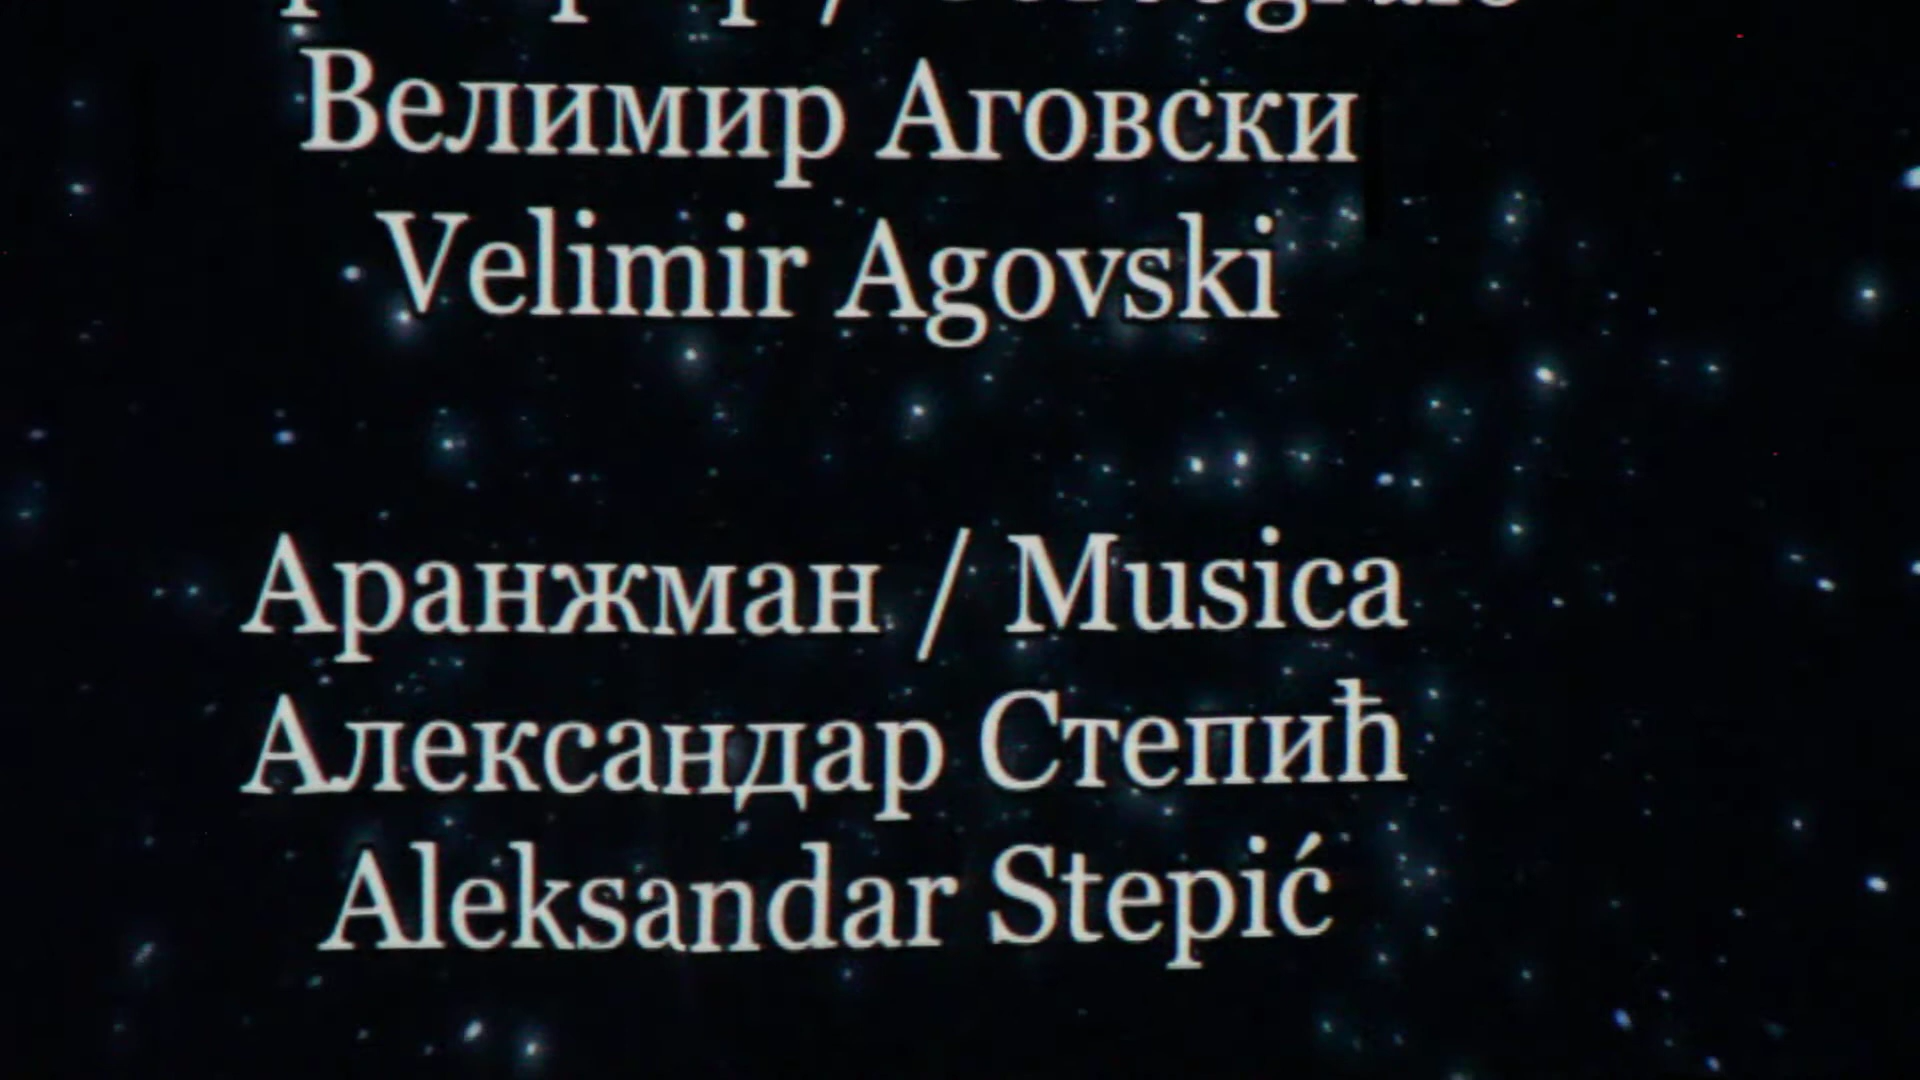 Велимир Аговски
Velimir Agovski
Аранжман / Musica
Александар Степић
Aleksandar Stepić